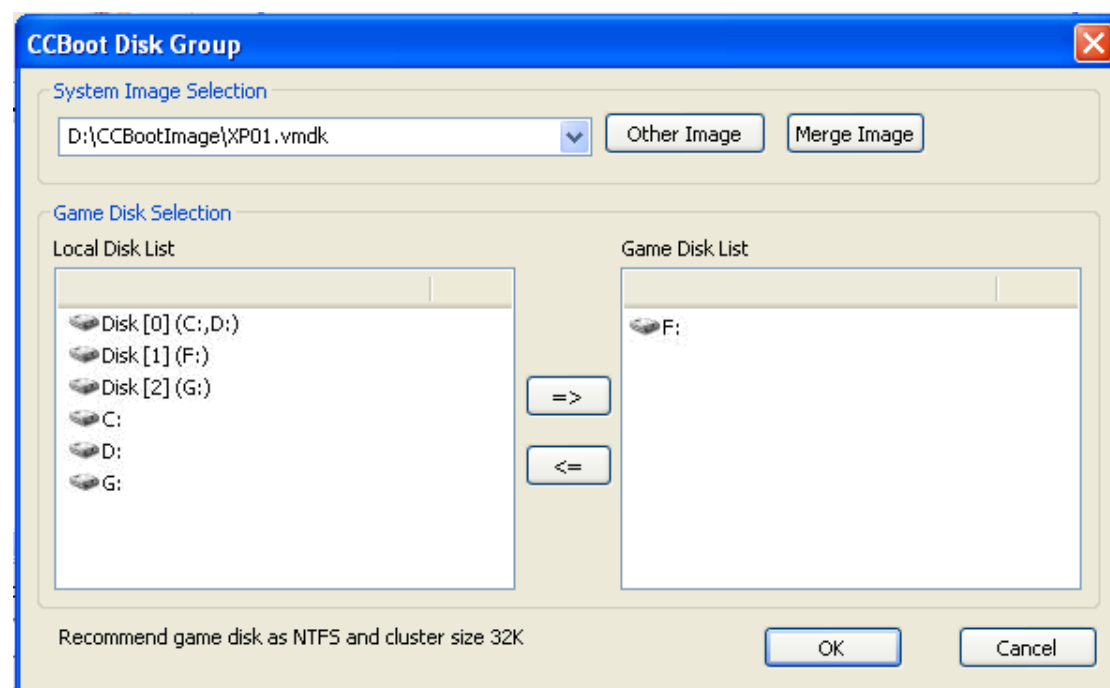 CCBoot Disk Group
System Image Selection
D:\CCBootImage\XP01.vmdk
Other Image
Merge Image
Game Disk Selection
Local Disk List
Game Disk List
Disk [0] (C:,D:)
Disk [1] (F:)
Disk [2] (G:)
C:
D:
G:
=>
<=
F:
Recommend game disk as NTFS and cluster size 32K
OK
Cancel